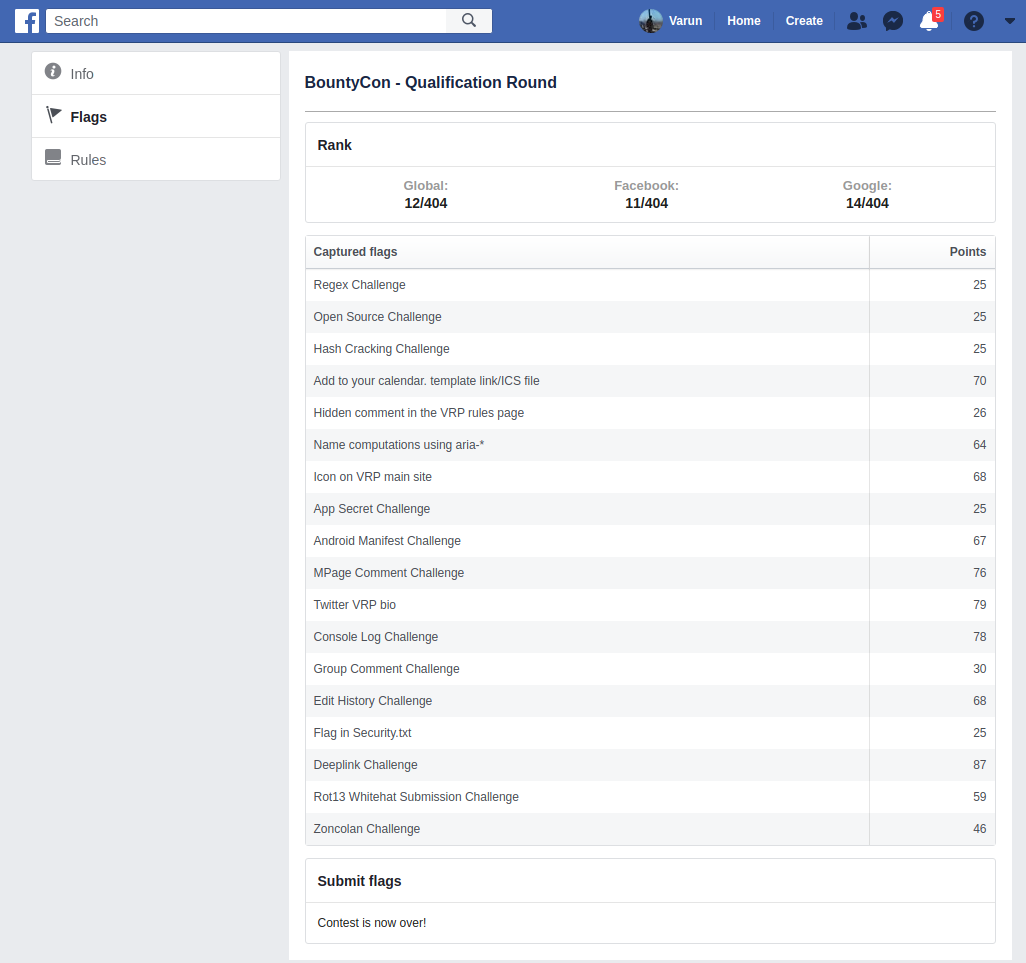 Search
Varun
Home
Create
5
Info
Flags
Rules
BountyCon - Qualification Round
Rank
Global: Facebook: Google:
12/404 11/404 14/404
Captured flags Points
Regex Challenge 25
Open Source Challenge 25
Hash Cracking Challenge 25
Add to your calendar. template link/ICS file 70
Hidden comment in the VRP rules page 26
Name computations using aria-* 64
Icon on VRP main site 68
App Secret Challenge 25
Android Manifest Challenge 67
MPage Comment Challenge 76
Twitter VRP bio 79
Console Log Challenge 78
Group Comment Challenge 30
Edit History Challenge 68
Flag in Security.txt 25
Deeplink Challenge 87
Rot13 Whitehat Submission Challenge 59
Zoncolan Challenge 46
Submit flags
Contest is now over!